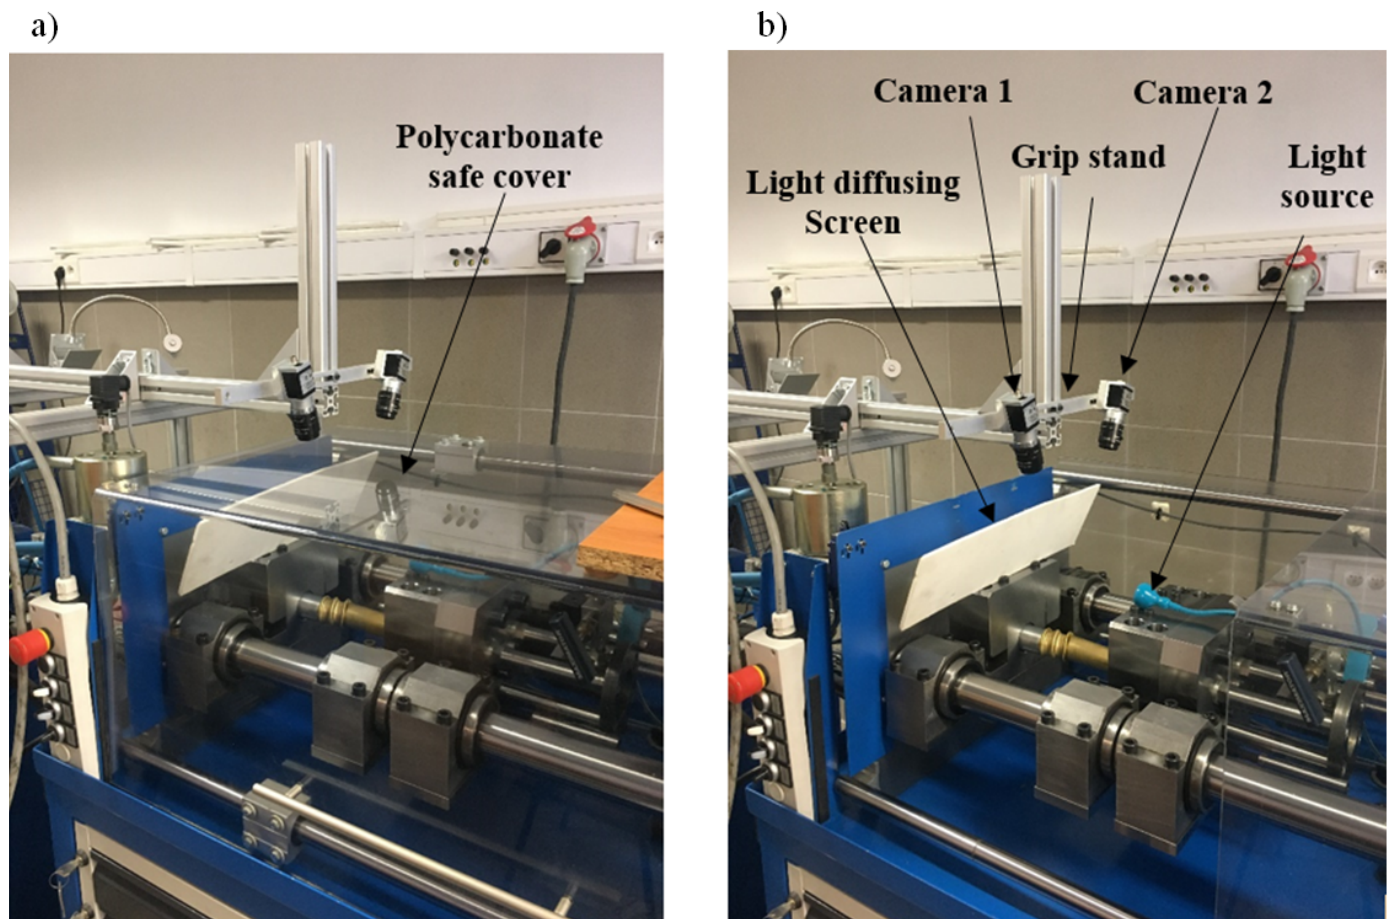 a)
Polycarbonate
safe cover
b)
Camera 1
Camera 2
Grip stand
Light
source
Light diffusing
Screen